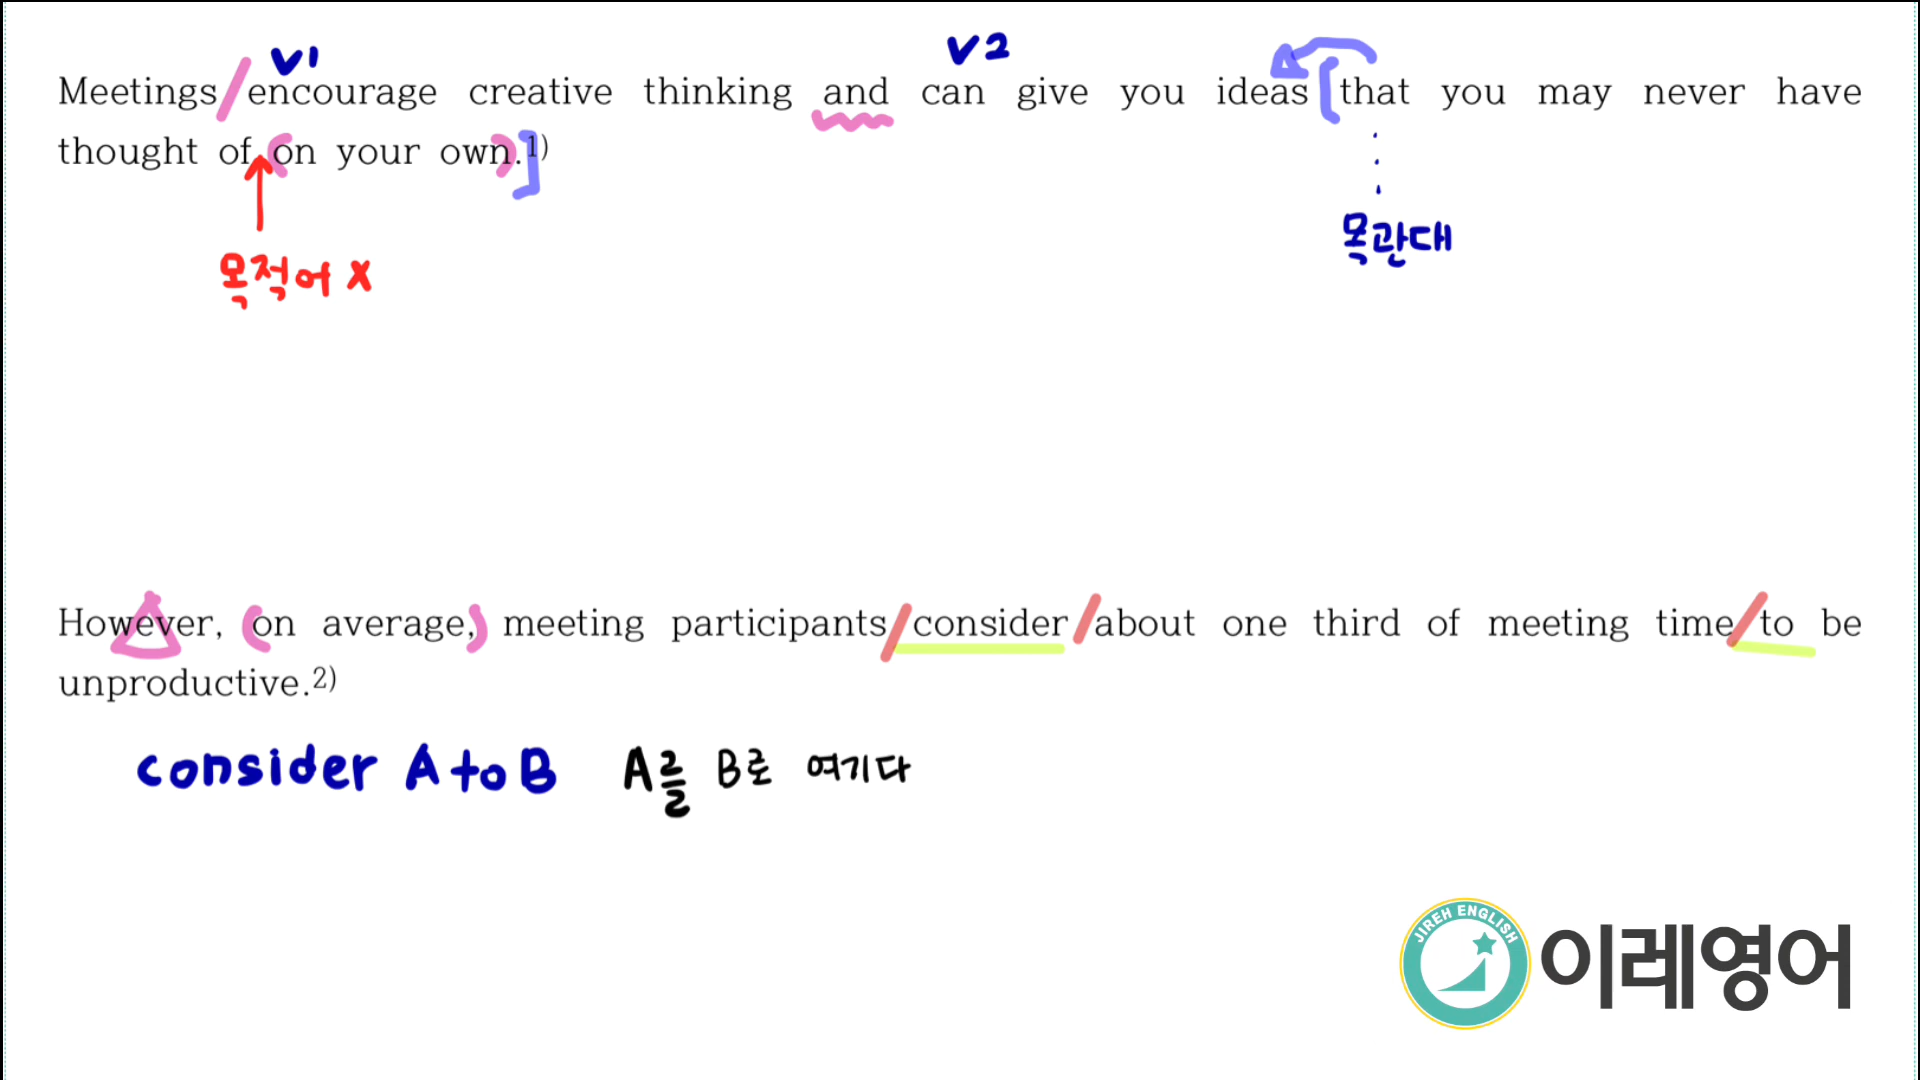 v1 v2
Meetings encourage creative thinking and can give you ideas that you may never have
thought of on your own.1)
목관대
목적어 X
However, on average, meeting participants consider about one third of meeting time to be
unproductive.2)
consider A to B A를 B로 여기다
JIREH ENGLISH
이레영어